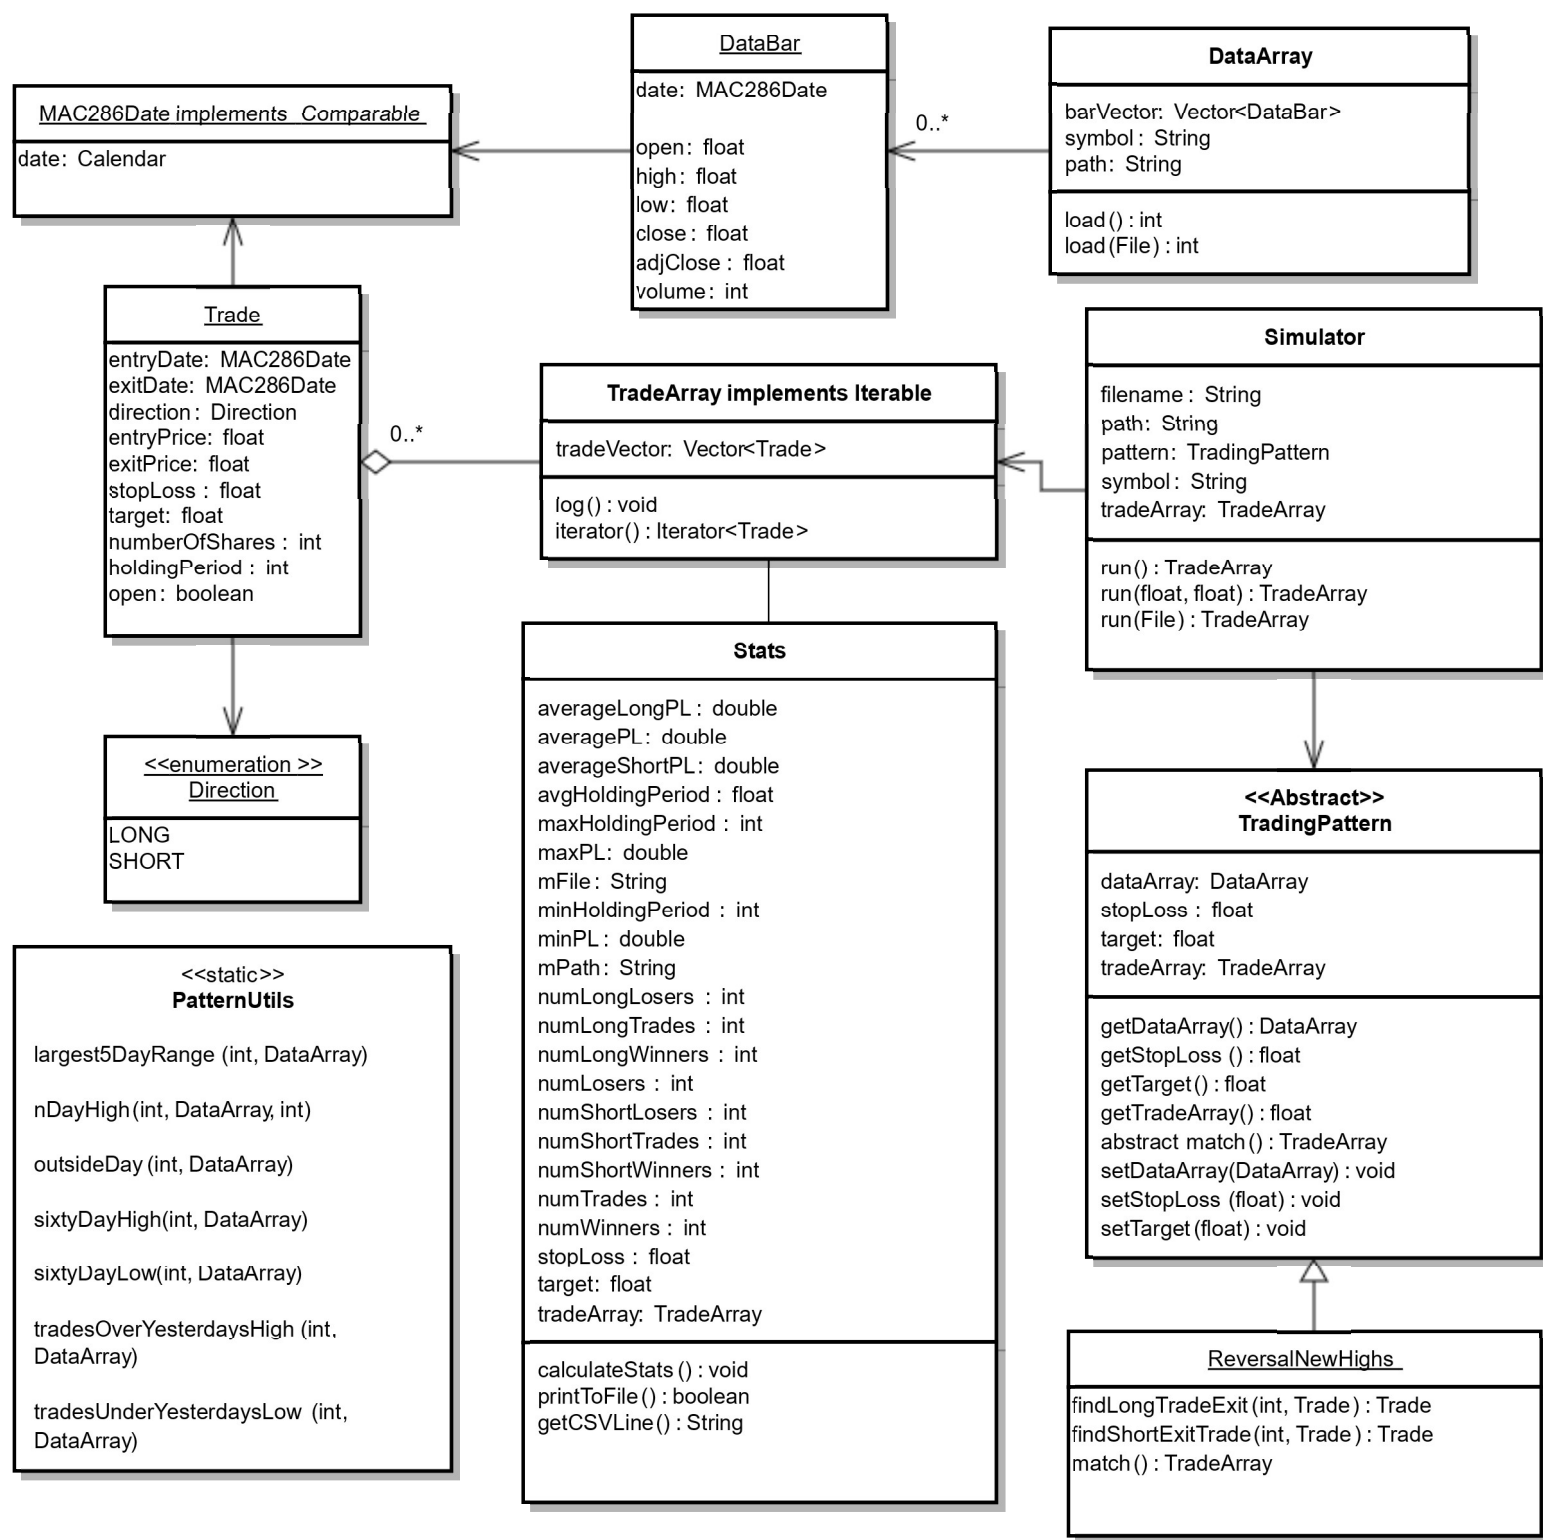 MAC286Date implements Comparable
date: Calendar
DataBar
date: MAC286Date
open: float
high: float
low: float
close: float
adjClose: float
volume: int
0..*
DataArray
barVector: Vector<DataBar>
symbol: String
path: String
load(): int
load(File): int
Trade
entryDate: MAC286Date
exitDate: MAC286Date
direction: Direction
entryPrice: float
exitPrice: float
stopLoss: float
target: float
numberOfShares: int
holdingPeriod: int
open: boolean
0..*
TradeArray implements Iterable
tradeVector: Vector<Trade>
log(): void
iterator(): Iterator<Trade>
Simulator
filename: String
path: String
pattern: TradingPattern
symbol: String
tradeArray: TradeArray
run(): TradeArray
run(float, float): TradeArray
run(File): TradeArray
<<enumeration >>
Direction
LONG
SHORT
Stats
averageLongPL: double
averagePL: double
averageShortPL: double
avgHoldingPeriod: float
maxHoldingPeriod: int
maxPL: double
mFile: String
minHoldingPeriod: int
minPL: double
mPath: String
numLongLosers: int
numLongTrades: int
numLongWinners: int
numLosers: int
numShortLosers: int
numShortTrades: int
numShortWinners: int
numTrades: int
numWinners: int
stopLoss: float
target: float
tradeArray: TradeArray
calculateStats(): void
printToFile(): boolean
getCSVLine(): String
<<Abstract>>
TradingPattern
dataArray: DataArray
stopLoss: float
target: float
tradeArray: TradeArray
getDataArray(): DataArray
getStopLoss(): float
getTarget(): float
getTradeArray(): float
abstract match(): TradeArray
setDataArray(DataArray): void
setStopLoss(float): void
setTarget(float): void
<<static>>
PatternUtils
largest5DayRange (int, DataArray)
nDayHigh(int, DataArray, int)
outsideDay(int, DataArray)
sixtyDayHigh(int, DataArray)
sixtyDayLow(int, DataArray)
tradesOverYesterdaysHigh (int,
DataArray)
tradesUnderYesterdaysLow (int,
DataArray)
ReversalNewHighs
findLongTradeExit(int, Trade): Trade
findShortExitTrade(int, Trade): Trade
match(): TradeArray